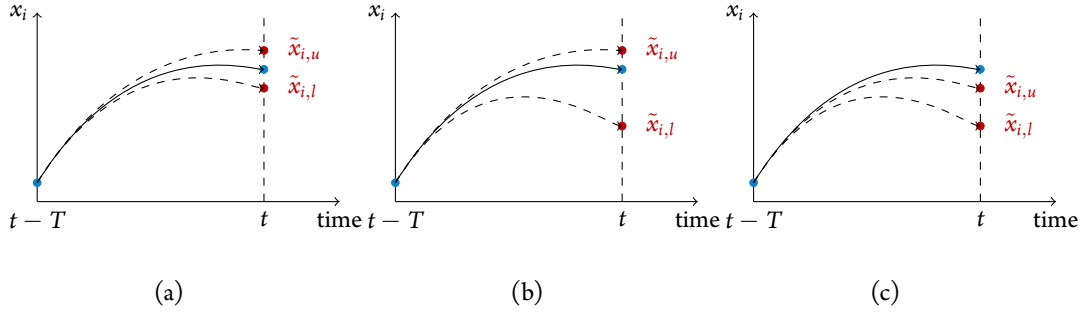 x_i
x̃_{i,u}
x̃_{i,l}
t − T
t
time
(a)
x_i
x̃_{i,u}
x̃_{i,l}
t − T
t
time
(b)
x_i
x̃_{i,u}
x̃_{i,l}
t − T
t
time
(c)